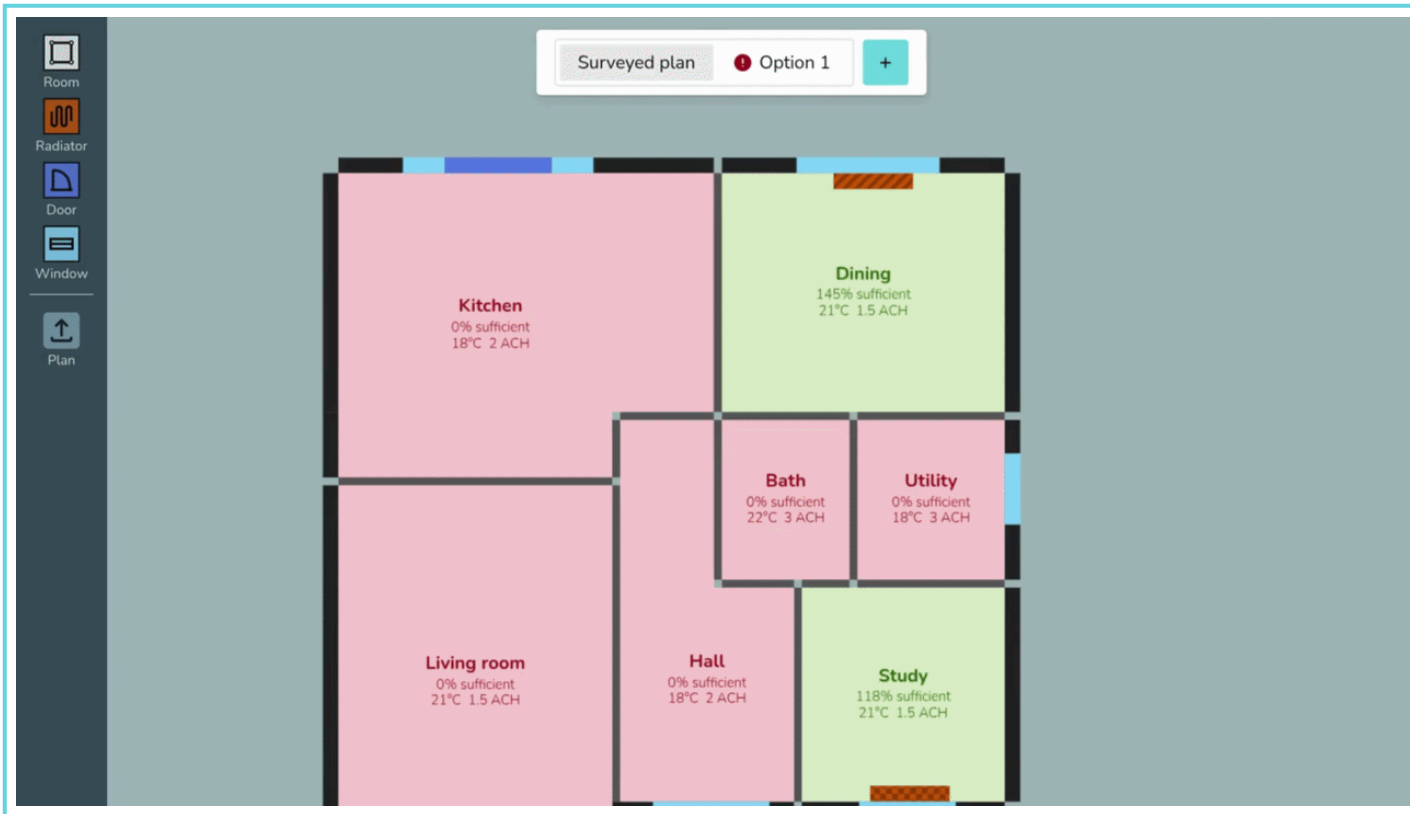 Surveyed plan
Option 1
+
Room
Radiator
Door
Window
Plan
Kitchen
0% sufficient
18°C 2 ACH
Dining
145% sufficient
21°C 1.5 ACH
Bath
0% sufficient
22°C 3 ACH
Utility
0% sufficient
18°C 3 ACH
Living room
0% sufficient
21°C 1.5 ACH
Hall
0% sufficient
18°C 2 ACH
Study
118% sufficient
21°C 1.5 ACH